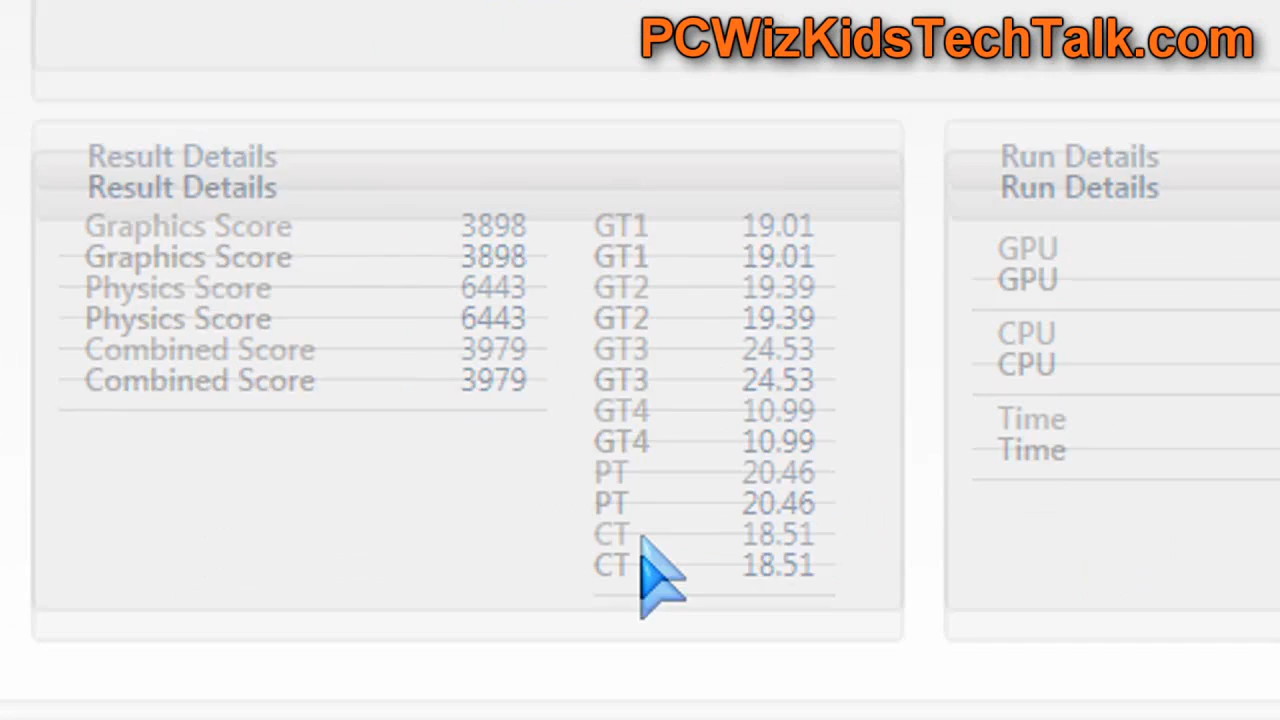 PCWizKidsTechTalk.com
Result Details
Result Details
Graphics Score 3898
Graphics Score 3898
Physics Score 6443
Physics Score 6443
Combined Score 3979
Combined Score 3979
GT1 19.01
GT1 19.01
GT2 19.39
GT2 19.39
GT3 24.53
GT3 24.53
GT4 10.99
GT4 10.99
PT 20.46
PT 20.46
CT 18.51
CT 18.51
Run Details
Run Details
GPU
GPU
CPU
CPU
Time
Time